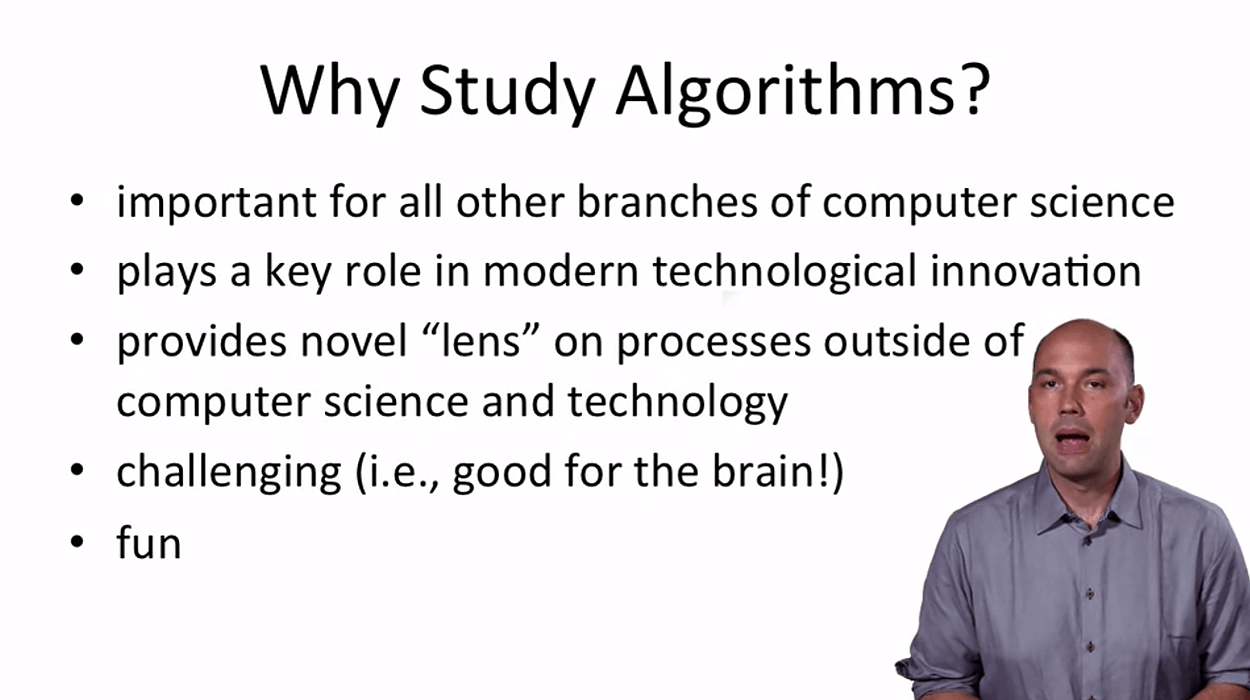 Why Study Algorithms?
• important for all other branches of computer science
• plays a key role in modern technological innovation
• provides novel “lens” on processes outside of
computer science and technology
• challenging (i.e., good for the brain!)
• fun